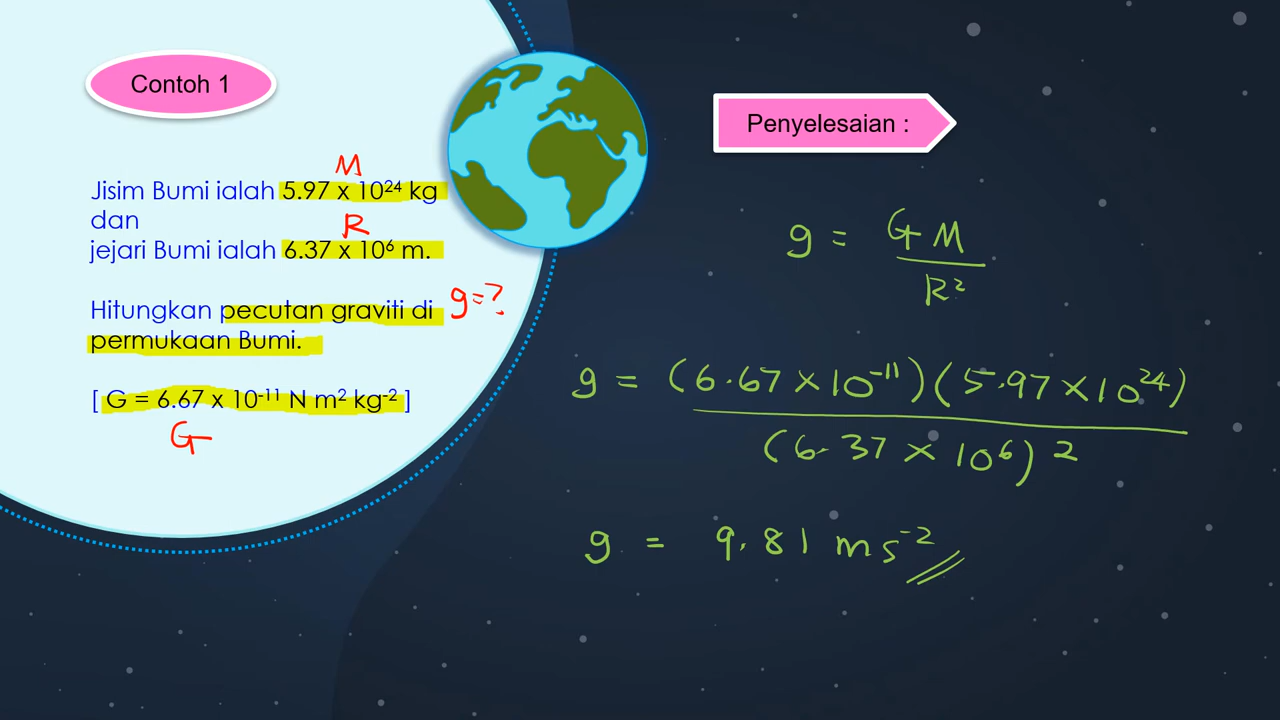 Contoh 1
M
Jisim Bumi ialah 5.97 x 10²⁴ kg
dan
R
jejari Bumi ialah 6.37 x 10⁶ m.
Hitungkan pecutan graviti di g=?
permukaan Bumi.
[ G = 6.67 x 10⁻¹¹ N m² kg⁻² ]
G
Penyelesaian :
g = GM
R²
g = (6.67 x 10⁻¹¹)(5.97 x 10²⁴)
(6.37 x 10⁶)²
g = 9.81 ms⁻²